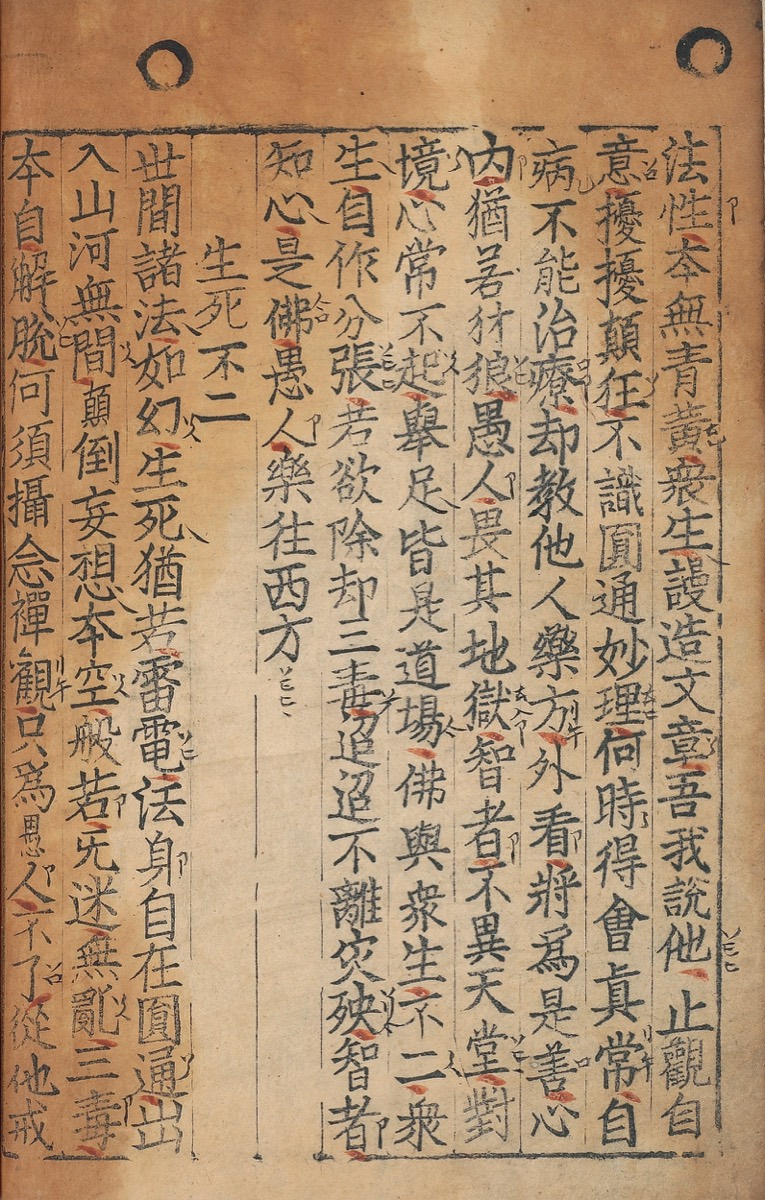 法性本無青黃衆生謾造文章吾我說他止觀自
意擾擾顚狂不識圓通妙理何時得會眞常自
病不能治療却教他人藥方外看將爲是善心
內猶若犲狼愚人畏其地獄智者不異天堂對
境心常不起擧足皆是道場佛與衆生不二衆
生自作分張若欲除却三毒迢迢不離灾殃智者
知心是佛愚人樂往西方
生死不二
世間諸法如幻生死猶若雷電法身自在圓通出
入山河無間顚倒妄想本空般若无迷無亂三毒
本自解脫何須攝念禪觀只爲愚人不了從他戒